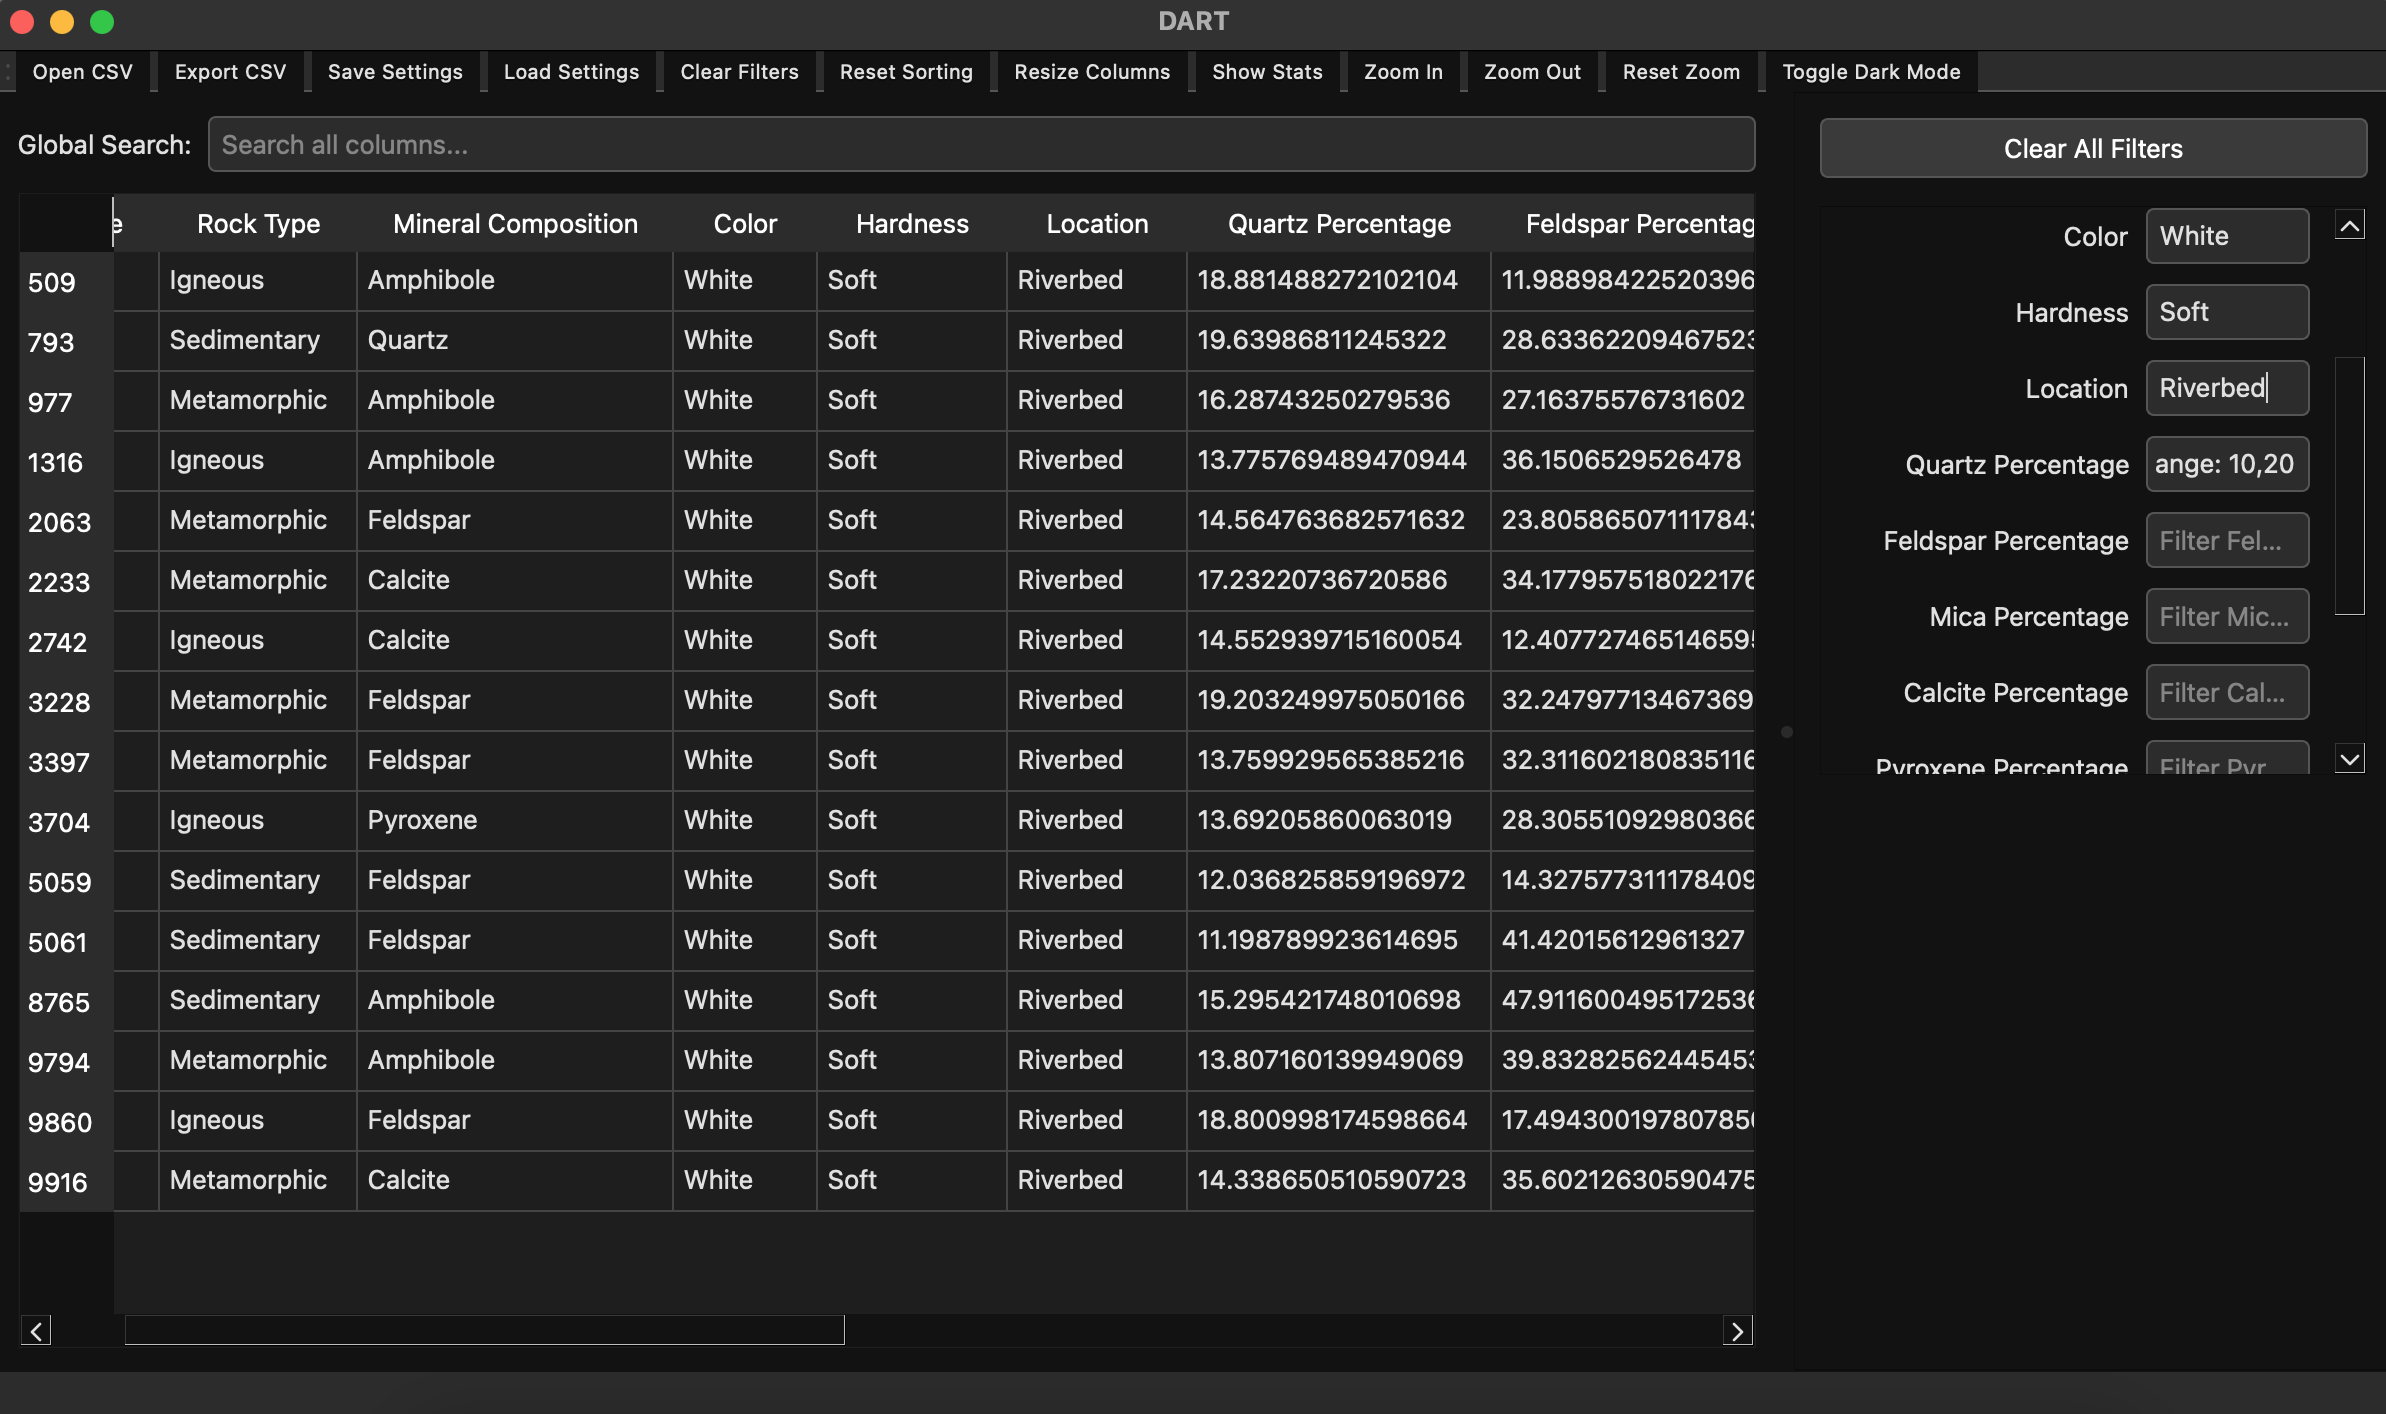 DART
Open CSV Export CSV Save Settings Load Settings Clear Filters Reset Sorting Resize Columns Show Stats Zoom In Zoom Out Reset Zoom Toggle Dark Mode
Global Search: Search all columns...
e Rock Type Mineral Composition Color Hardness Location Quartz Percentage Feldspar Percentag
509 Igneous Amphibole White Soft Riverbed 18.881488272102104 11.98898422520396
793 Sedimentary Quartz White Soft Riverbed 19.63986811245322 28.63362209467523
977 Metamorphic Amphibole White Soft Riverbed 16.28743250279536 27.16375576731602
1316 Igneous Amphibole White Soft Riverbed 13.775769489470944 36.1506529526478
2063 Metamorphic Feldspar White Soft Riverbed 14.564763682571632 23.805865071117843
2233 Metamorphic Calcite White Soft Riverbed 17.23220736720586 34.177957518022176
2742 Igneous Calcite White Soft Riverbed 14.552939715160054 12.407727465146595
3228 Metamorphic Feldspar White Soft Riverbed 19.203249975050166 32.24797713467369
3397 Metamorphic Feldspar White Soft Riverbed 13.759929565385216 32.311602180835116
3704 Igneous Pyroxene White Soft Riverbed 13.69205860063019 28.30551092980366
5059 Sedimentary Feldspar White Soft Riverbed 12.036825859196972 14.327577311178409
5061 Sedimentary Feldspar White Soft Riverbed 11.198789923614695 41.42015612961327
8765 Sedimentary Amphibole White Soft Riverbed 15.295421748010698 47.911600495172536
9794 Metamorphic Amphibole White Soft Riverbed 13.807160139949069 39.83282562445453
9860 Igneous Feldspar White Soft Riverbed 18.800998174598664 17.494300197807856
9916 Metamorphic Calcite White Soft Riverbed 14.338650510590723 35.60212630590475
Clear All Filters
Color White
Hardness Soft
Location Riverbed
Quartz Percentage ange: 10,20
Feldspar Percentage Filter Fel...
Mica Percentage Filter Mic...
Calcite Percentage Filter Cal...
Pyroxene Percentage Filter Pyr